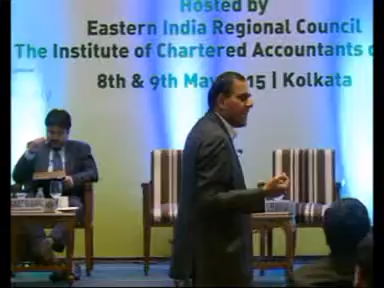 Hosted by
Eastern India Regional Council
The Institute of Chartered Accountants
8th & 9th May 15 | Kolkata